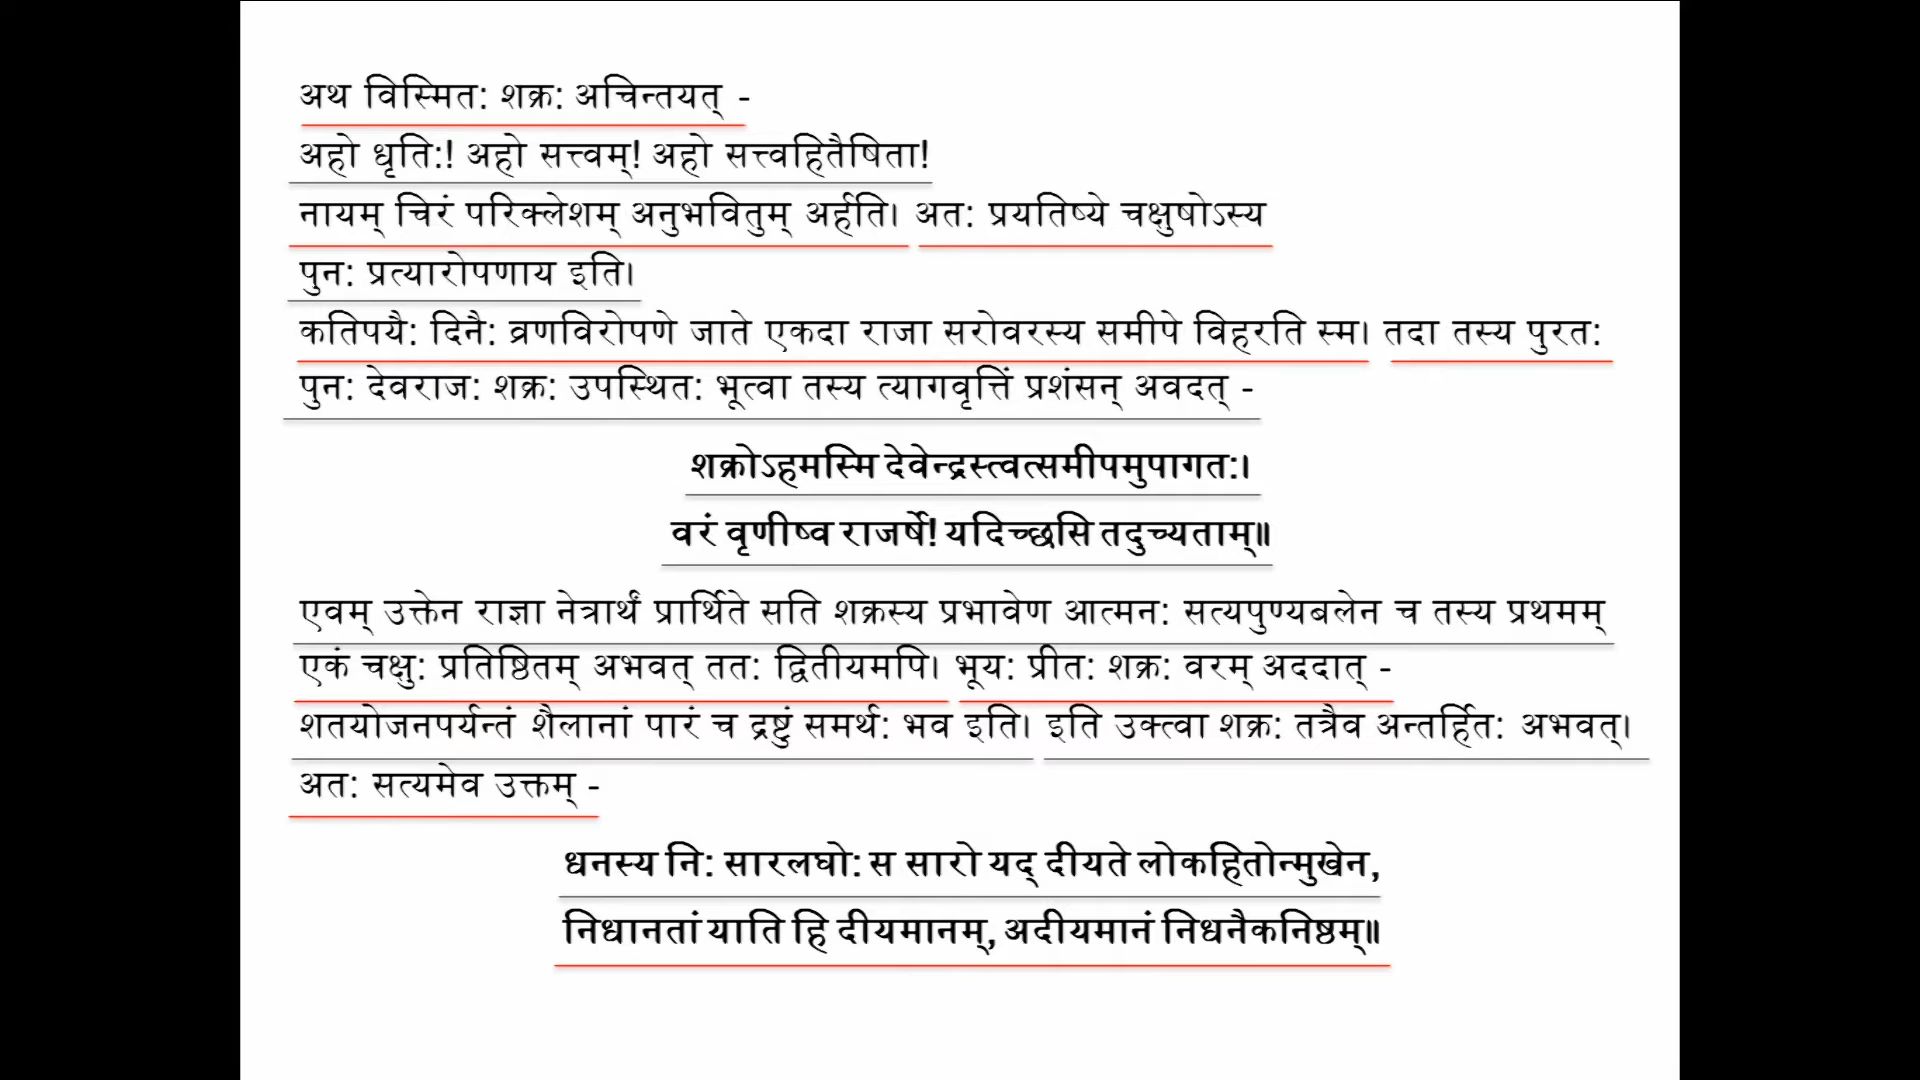 अथ विस्मित: शक्र: अचिन्तयत् -
अहो धृति:! अहो सत्त्वम्! अहो सत्त्वहितैषिता!
नायम् चिरं परिक्लेशम् अनुभवितुम् अर्हति। अत: प्रयतिष्ये चक्षुषोऽस्य
पुन: प्रत्यारोपणाय इति।
कतिपयै: दिनै: व्रणविरोपणे जाते एकदा राजा सरोवरस्य समीपे विहरति स्म। तदा तस्य पुरत:
पुन: देवराज: शक्र: उपस्थित: भूत्वा तस्य त्यागवृत्तिं प्रशंसन् अवदत् -
शक्रोऽहमस्मि देवेन्द्रस्त्वत्समीपमुपागत:।
वरं वृणीष्व राजर्षे! यदिच्छसि तदुच्यताम्॥
एवम् उक्तेन राज्ञा नेत्रार्थं प्रार्थिते सति शक्रस्य प्रभावेण आत्मन: सत्यपुण्यबलेन च तस्य प्रथमम्
एकं चक्षु: प्रतिष्ठितम् अभवत् तत: द्वितीयमपि। भूय: प्रीत: शक्र: वरम् अददात् -
शतयोजनपर्यन्तं शैलानां पारं च द्रष्टुं समर्थ: भव इति। इति उक्त्वा शक्र: तत्रैव अन्तर्हित: अभवत्।
अत: सत्यमेव उक्तम् -
धनस्य नि: सारलघो: स सारो यद् दीयते लोकहितोन्मुखेन,
निधानतां याति हि दीयमानम्, अदीयमानं निधनैकनिष्ठम्॥